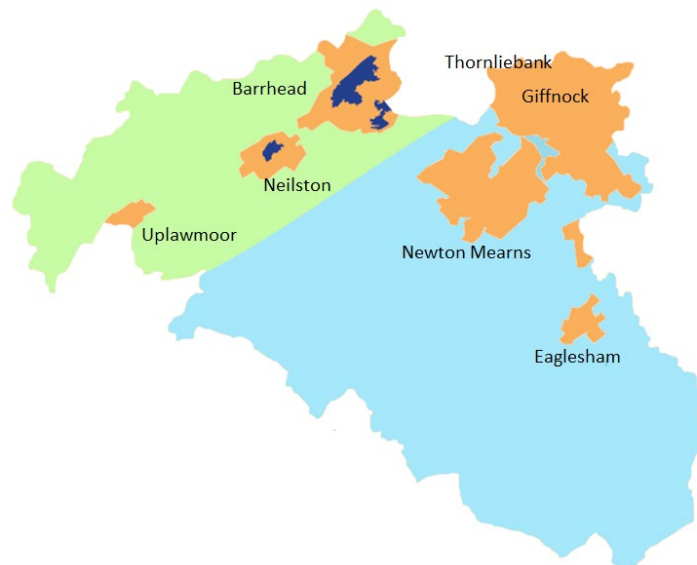 Thornliebank
Barrhead
Giffnock
Neilston
Uplawmoor
Newton Mearns
Eaglesham